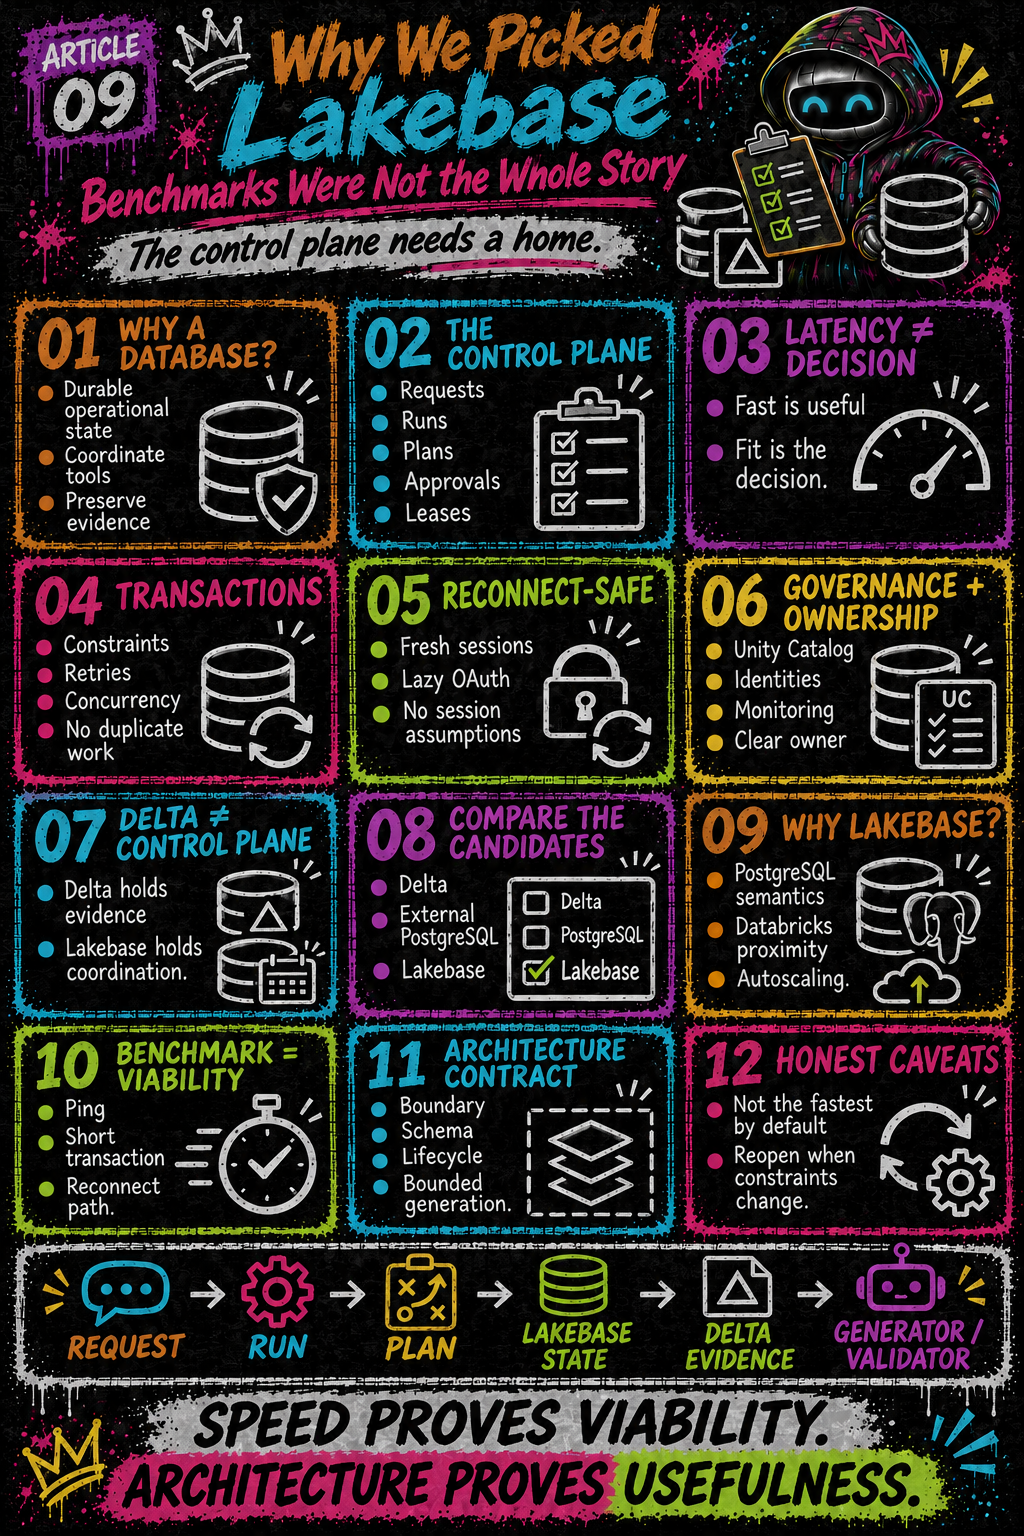 ARTICLE
09
Why We Picked
Lakebase
Benchmarks Were Not the Whole Story
The control plane needs a home.
01 WHY A
DATABASE?
Durable
operational
state
Coordinate
tools
Preserve
evidence
02 THE
CONTROL PLANE
Requests
Runs
Plans
Approvals
Leases
03 LATENCY ≠
DECISION
Fast is useful
Fit is the
decision.
04 TRANSACTIONS
Constraints
Retries
Concurrency
No duplicate
work
05 RECONNECT-SAFE
Fresh sessions
Lazy OAuth
No session
assumptions
06 GOVERNANCE +
OWNERSHIP
Unity Catalog
Identities
Monitoring
Clear owner
UC
07 DELTA ≠
CONTROL PLANE
Delta holds
evidence
Lakebase holds
coordination.
08 COMPARE THE
CANDIDATES
Delta
External
PostgreSQL
Lakebase
Delta
PostgreSQL
Lakebase
09 WHY LAKEBASE?
PostgreSQL
semantics
Databricks
proximity
Autoscaling.
10 BENCHMARK =
VIABILITY
Ping
Short
transaction
Reconnect
path.
11 ARCHITECTURE
CONTRACT
Boundary
Schema
Lifecycle
Bounded
generation.
12 HONEST CAVEATS
Not the fastest
by default
Reopen when
constraints
change.
REQUEST
RUN
PLAN
LAKEBASE
STATE
DELTA
EVIDENCE
GENERATOR /
VALIDATOR
SPEED PROVES VIABILITY.
ARCHITECTURE PROVES USEFULNESS.